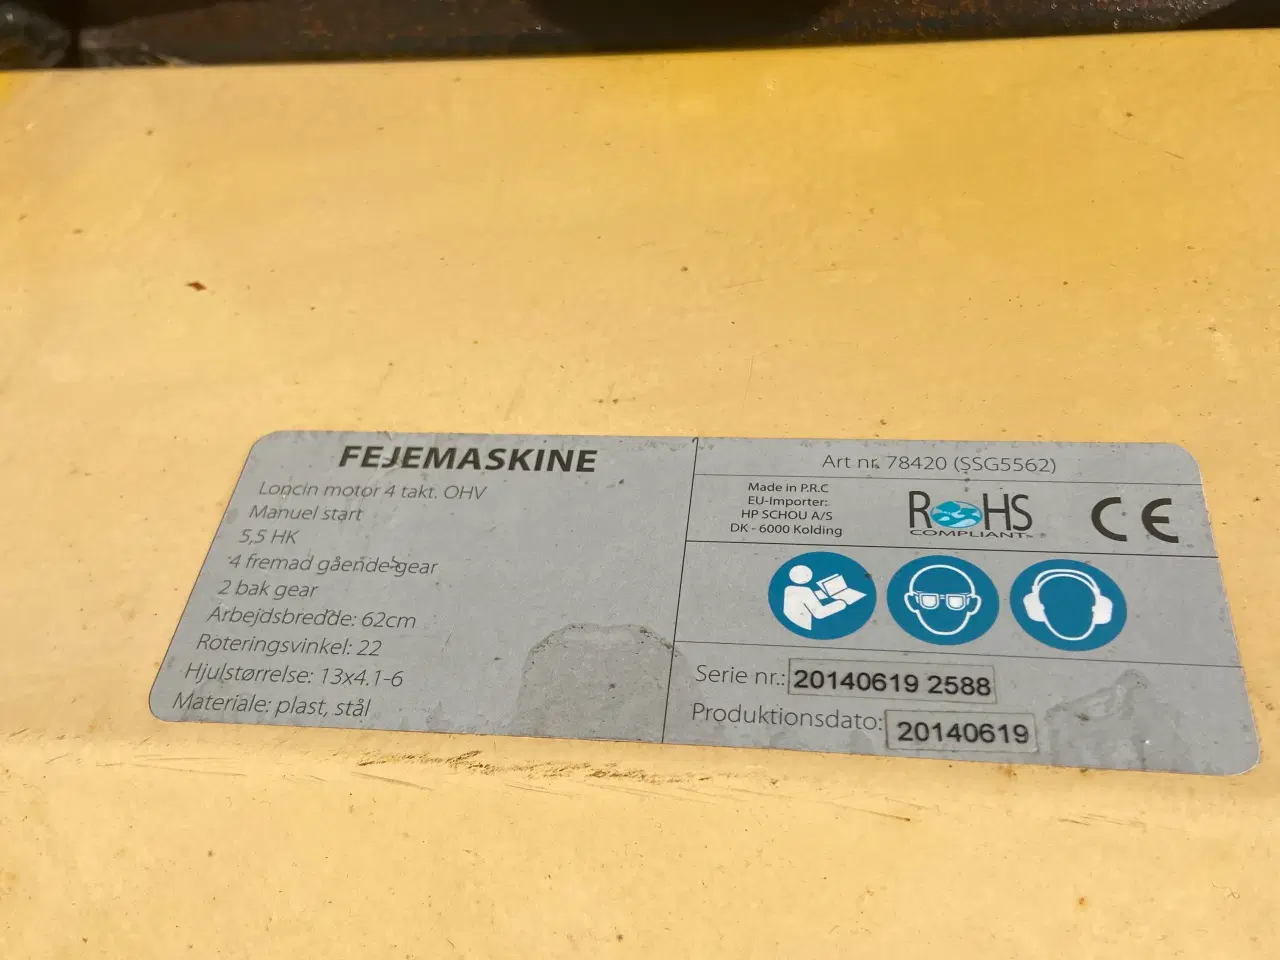 FEJEMASKINE
Loncin motor 4 takt. OHV
Manuel start
5,5 HK
4 fremad gående gear
2 bak gear
Arbejdsbredde: 62cm
Roteringsvinkel: 22
Hjulstørrelse: 13x4.1-6
Materiale: plast, stål
Art nr. 78420 (SSG5562)
Made in P.R.C
EU-Importer:
HP SCHOU A/S
DK - 6000 Kolding
ROHS
COMPLIANT
CE
Serie nr.: 20140619 2588
Produktionsdato: 20140619